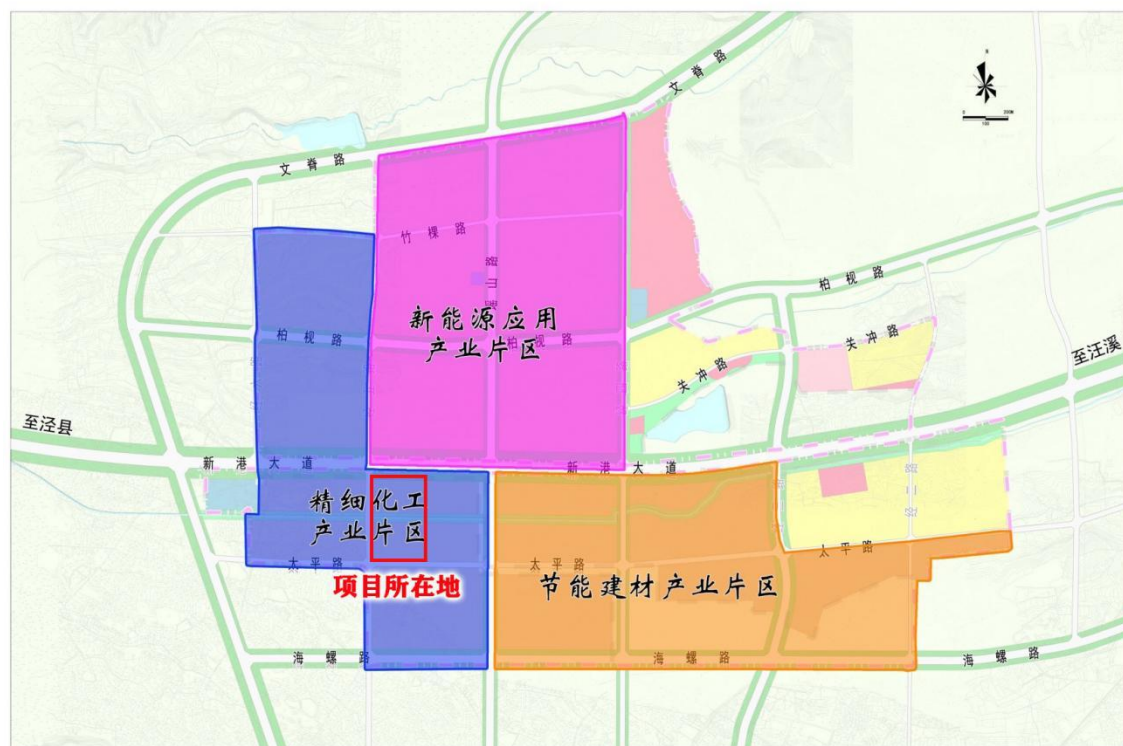 文脊路
文脊路
竹棵路
柏枧路
新能源应用
产业片区
柏枧路
柏枧路
关冲路
关冲路
至汪溪
至泾县
新港大道
新港大道
精细化工
产业片区
太平路
太平路
太平路
项目所在地
节能建材产业片区
海螺路
海螺路
海螺路